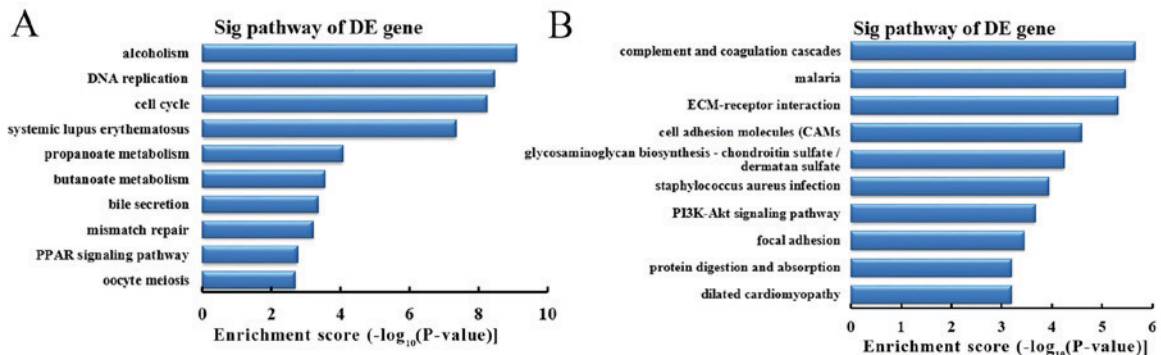 A
Sig pathway of DE gene
alcoholism
DNA replication
cell cycle
systemic lupus erythematosus
propanoate metabolism
butanoate metabolism
bile secretion
mismatch repair
PPAR signaling pathway
oocyte meiosis
0 2 4 6 8 10
Enrichment score (-log10(P-value)]
B
Sig pathway of DE gene
complement and coagulation cascades
malaria
ECM-receptor interaction
cell adhesion molecules (CAMs
glycosaminoglycan biosynthesis - chondroitin sulfate /
dermatan sulfate
staphylococcus aureus infection
PI3K-Akt signaling pathway
focal adhesion
protein digestion and absorption
dilated cardiomyopathy
0 1 2 3 4 5 6
Enrichment score (-log10(P-value)]